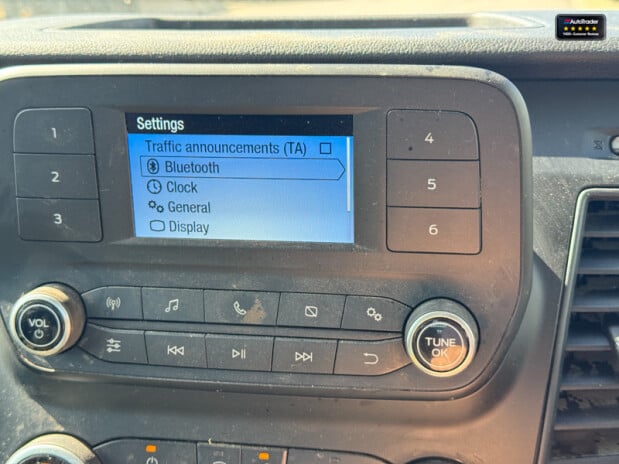 AutoTrader
Settings
Traffic announcements (TA)
Bluetooth
Clock
General
Display
1
2
3
4
5
6
VOL
TUNE
OK